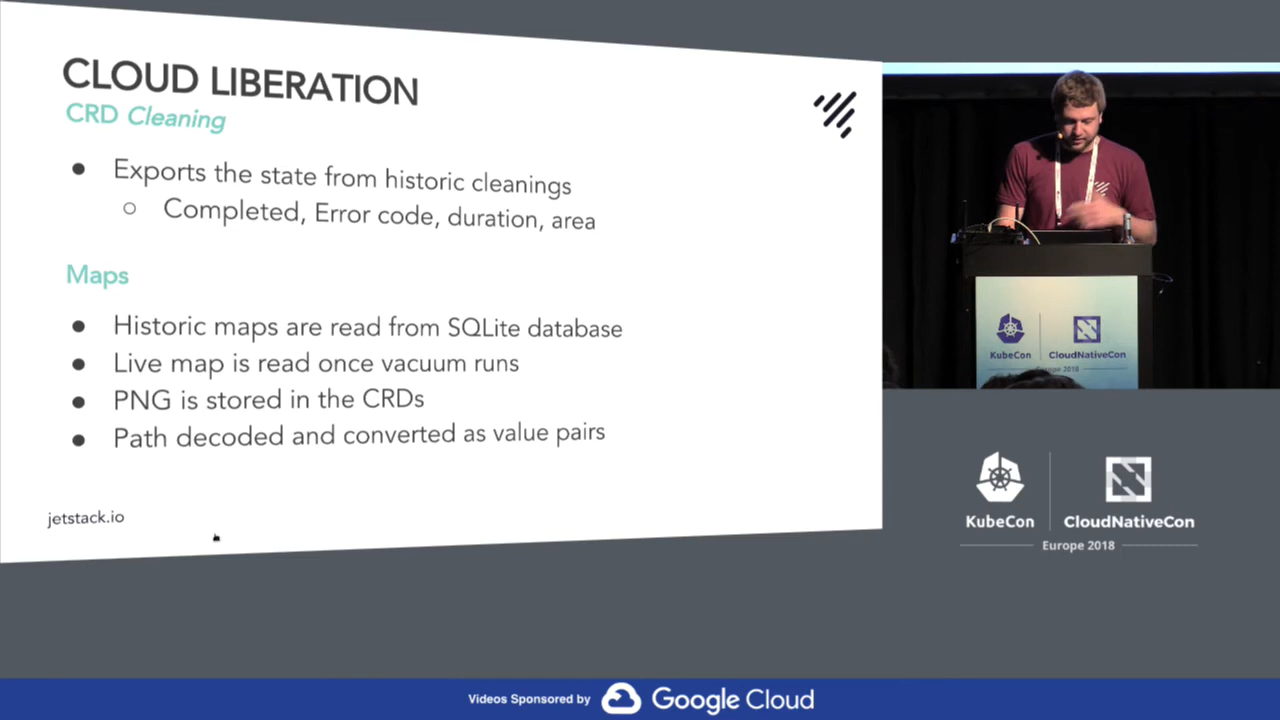 CLOUD LIBERATION
CRD Cleaning
● Exports the state from historic cleanings
○ Completed, Error code, duration, area
Maps
● Historic maps are read from SQLite database
● Live map is read once vacuum runs
● PNG is stored in the CRDs
● Path decoded and converted as value pairs
jetstack.io
KubeCon
CloudNativeCon
Europe 2018
KubeCon
CloudNativeCon
Europe 2018
Videos Sponsored by Google Cloud